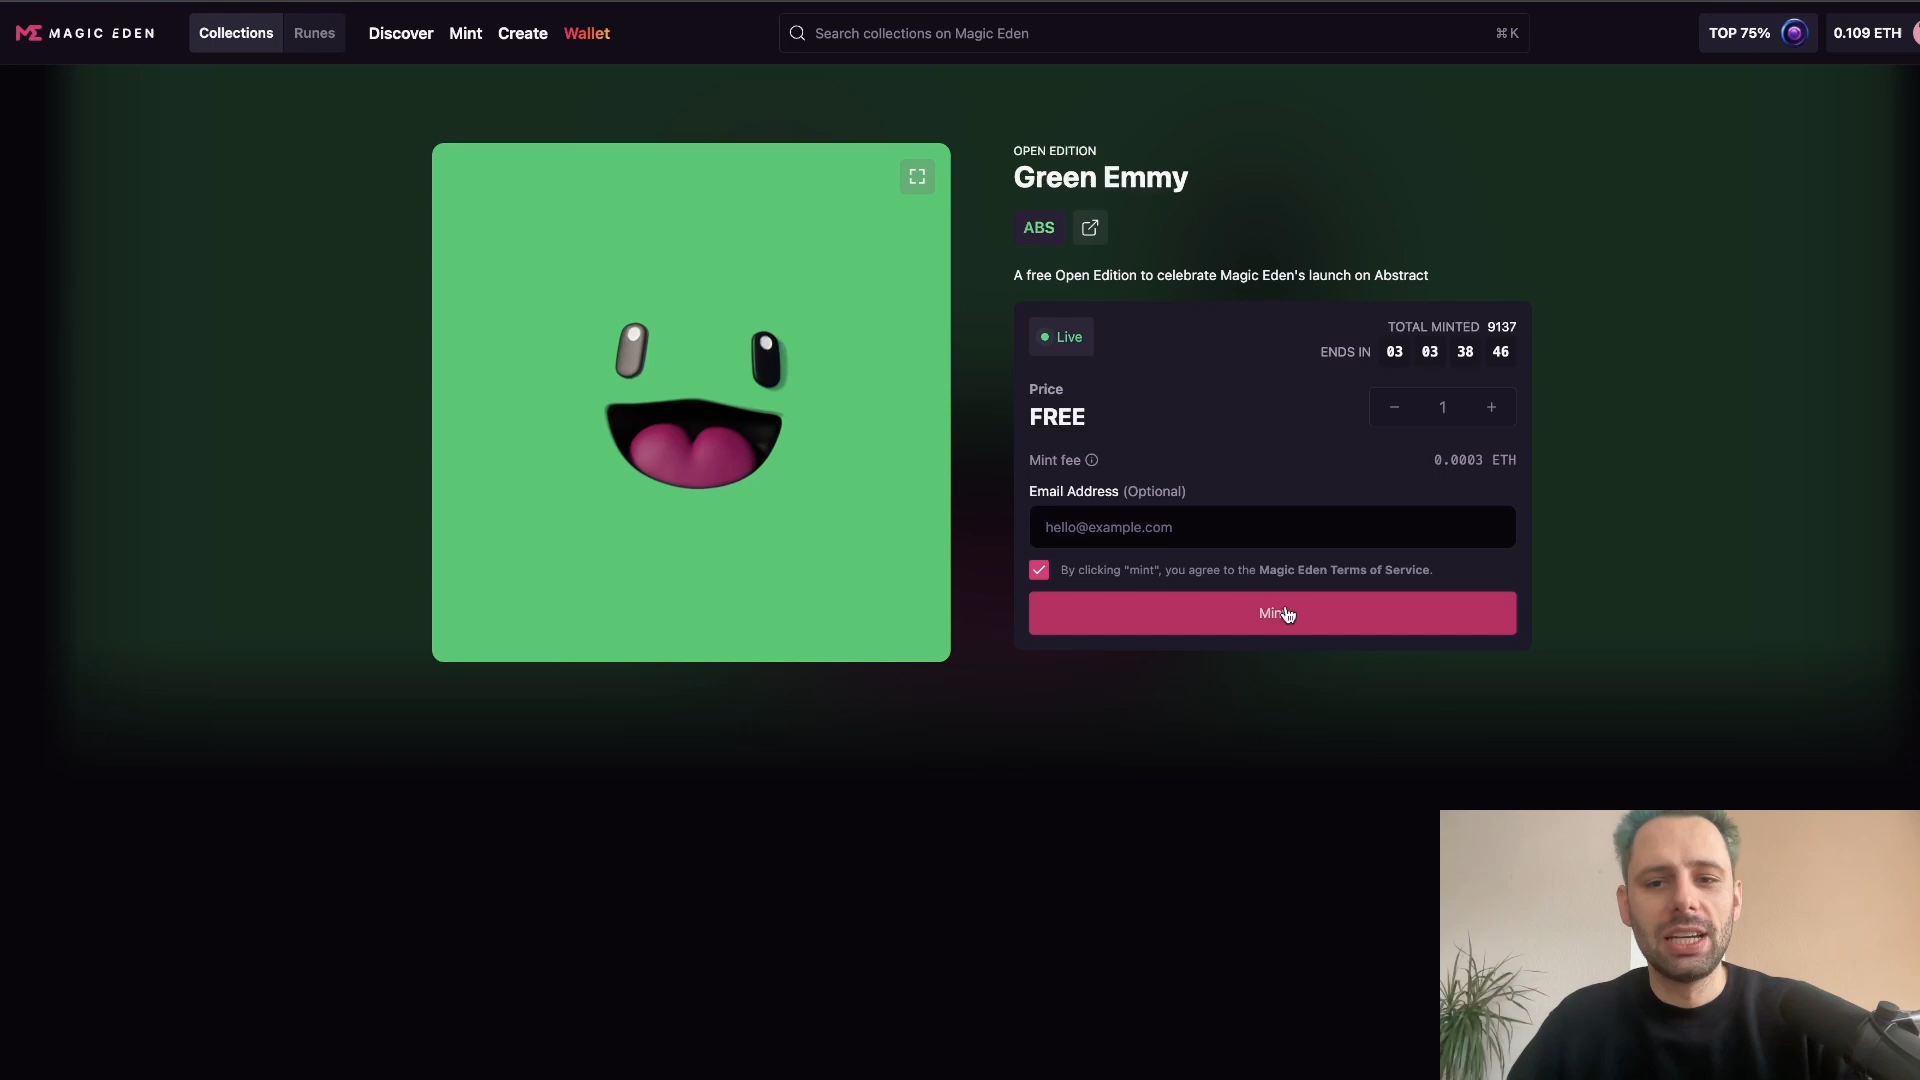 MAGIC EDEN
Collections
Runes
Discover
Mint
Create
Wallet
Search collections on Magic Eden
⌘K
TOP 75%
0.109 ETH
OPEN EDITION
Green Emmy
ABS
A free Open Edition to celebrate Magic Eden's launch on Abstract
Live
TOTAL MINTED 9137
ENDS IN 03 03 38 46
Price
FREE
− 1 +
Mint fee
0.0003 ETH
Email Address (Optional)
hello@example.com
By clicking "mint", you agree to the Magic Eden Terms of Service.